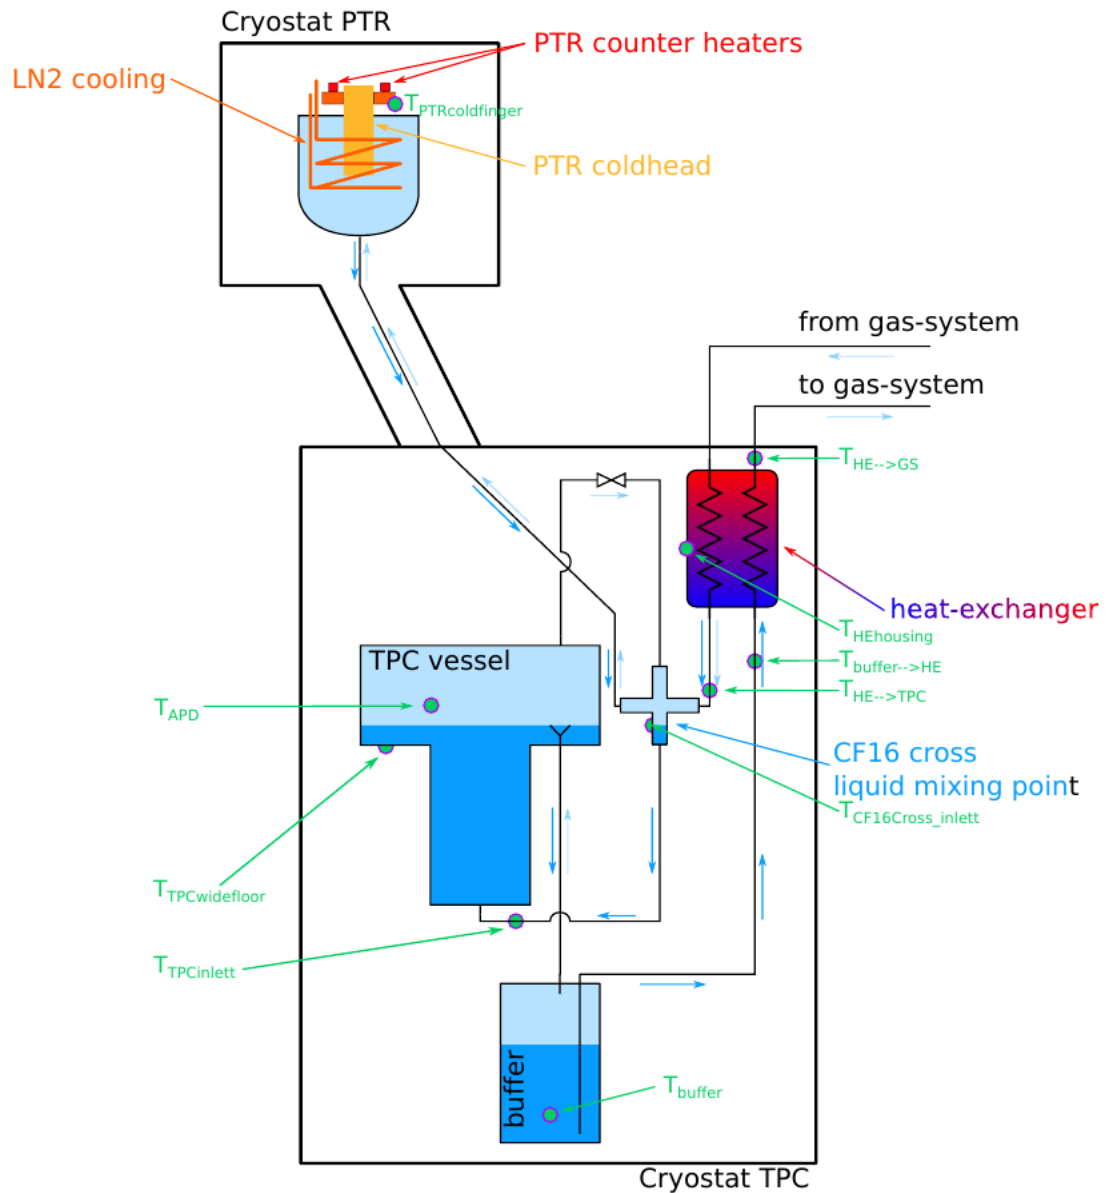 Cryostat PTR
PTR counter heaters
LN2 cooling
TPTRcoldfinger
PTR coldhead
from gas-system
to gas-system
THE-->GS
heat-exchanger
THEhousing
TPC vessel
Tbuffer-->HE
THE-->TPC
TAPD
CF16 cross
liquid mixing point
TCF16Cross_inlett
TTPCwidefloor
TTPCinlett
buffer
Tbuffer
Cryostat TPC